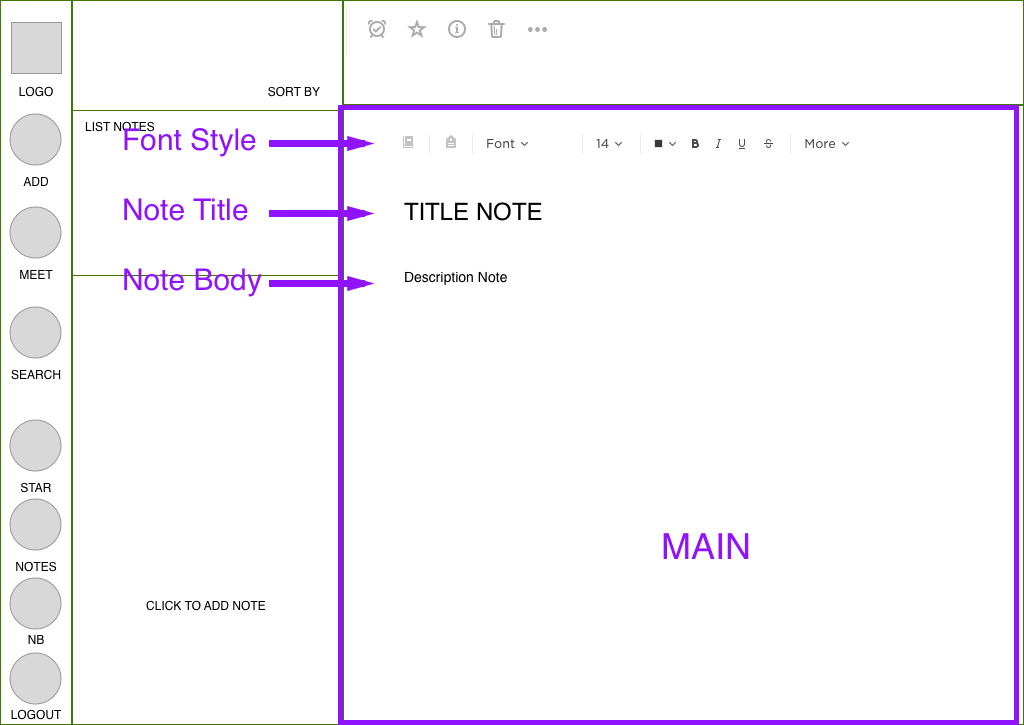 LOGO
ADD
MEET
SEARCH
STAR
NOTES
NB
LOGOUT
SORT BY
LIST NOTES
Font Style
Note Title
Note Body
CLICK TO ADD NOTE
Font 14 B I U S More
TITLE NOTE
Description Note
MAIN